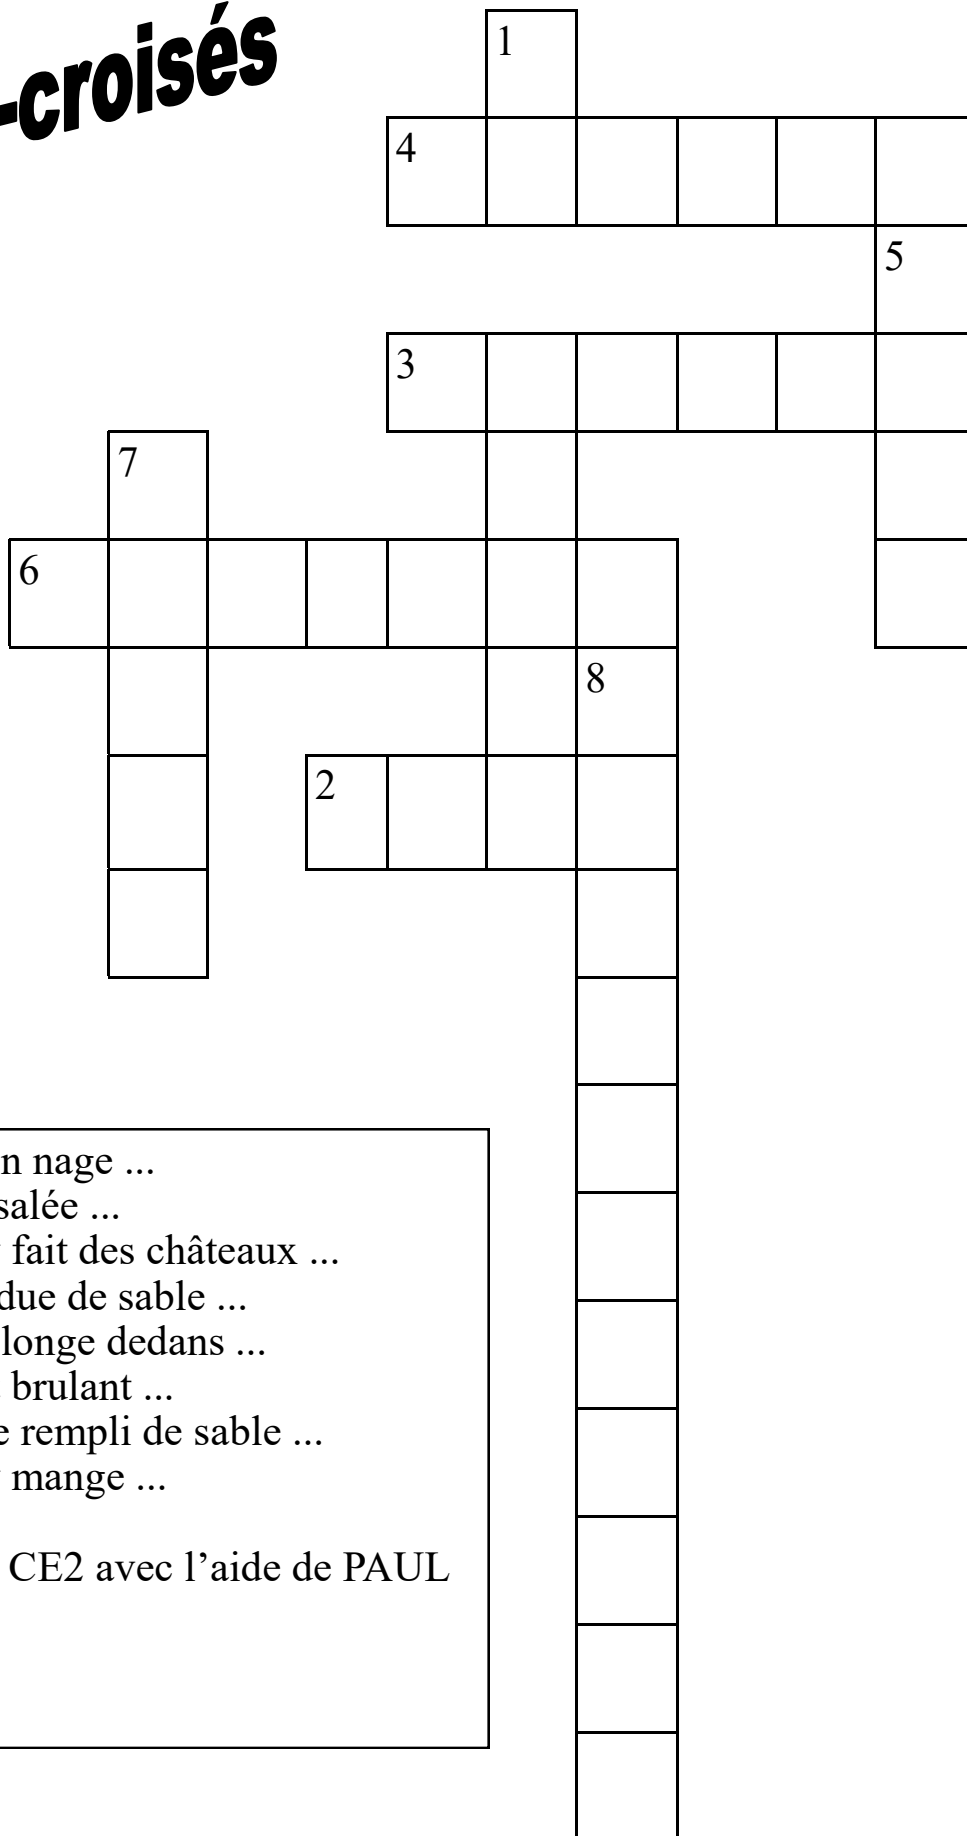 -croisés
1
4
5
3
7
6
8
2
n nage ...
salée ...
fait des châteaux ...
due de sable ...
longe dedans ...
brulant ...
e rempli de sable ...
mange ...
CE2 avec l’aide de PAUL